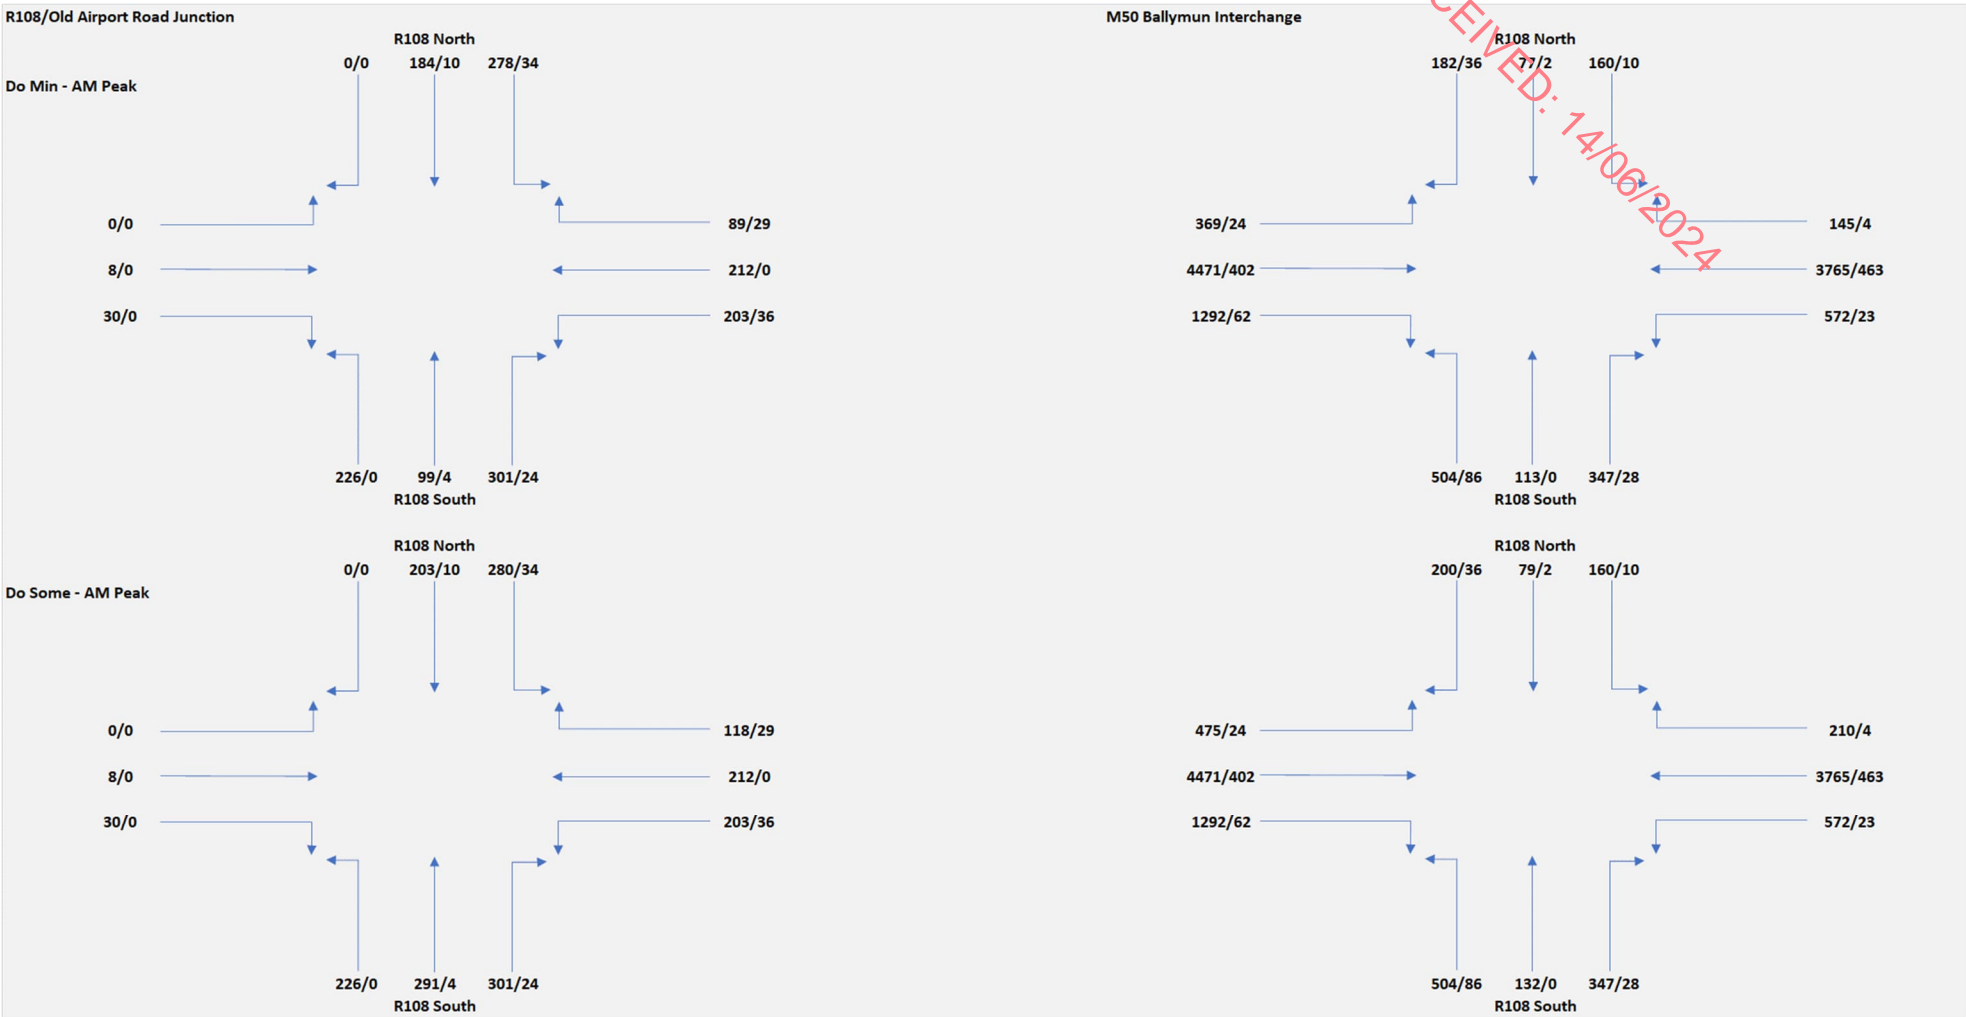 R108/Old Airport Road Junction
M50 Ballymun Interchange
R108 North
0/0 184/10 278/34
Do Min - AM Peak
0/0
89/29
8/0
212/0
30/0
203/36
226/0 99/4 301/24
R108 South
R108 North
182/36 77/2 160/10
369/24
145/4
4471/402
3765/463
1292/62
572/23
504/86 113/0 347/28
R108 South
R108 North
0/0 203/10 280/34
Do Some - AM Peak
0/0
118/29
8/0
212/0
30/0
203/36
226/0 291/4 301/24
R108 South
R108 North
200/36 79/2 160/10
475/24
210/4
4471/402
3765/463
1292/62
572/23
504/86 132/0 347/28
R108 South
CEIVED: 14/06/2024